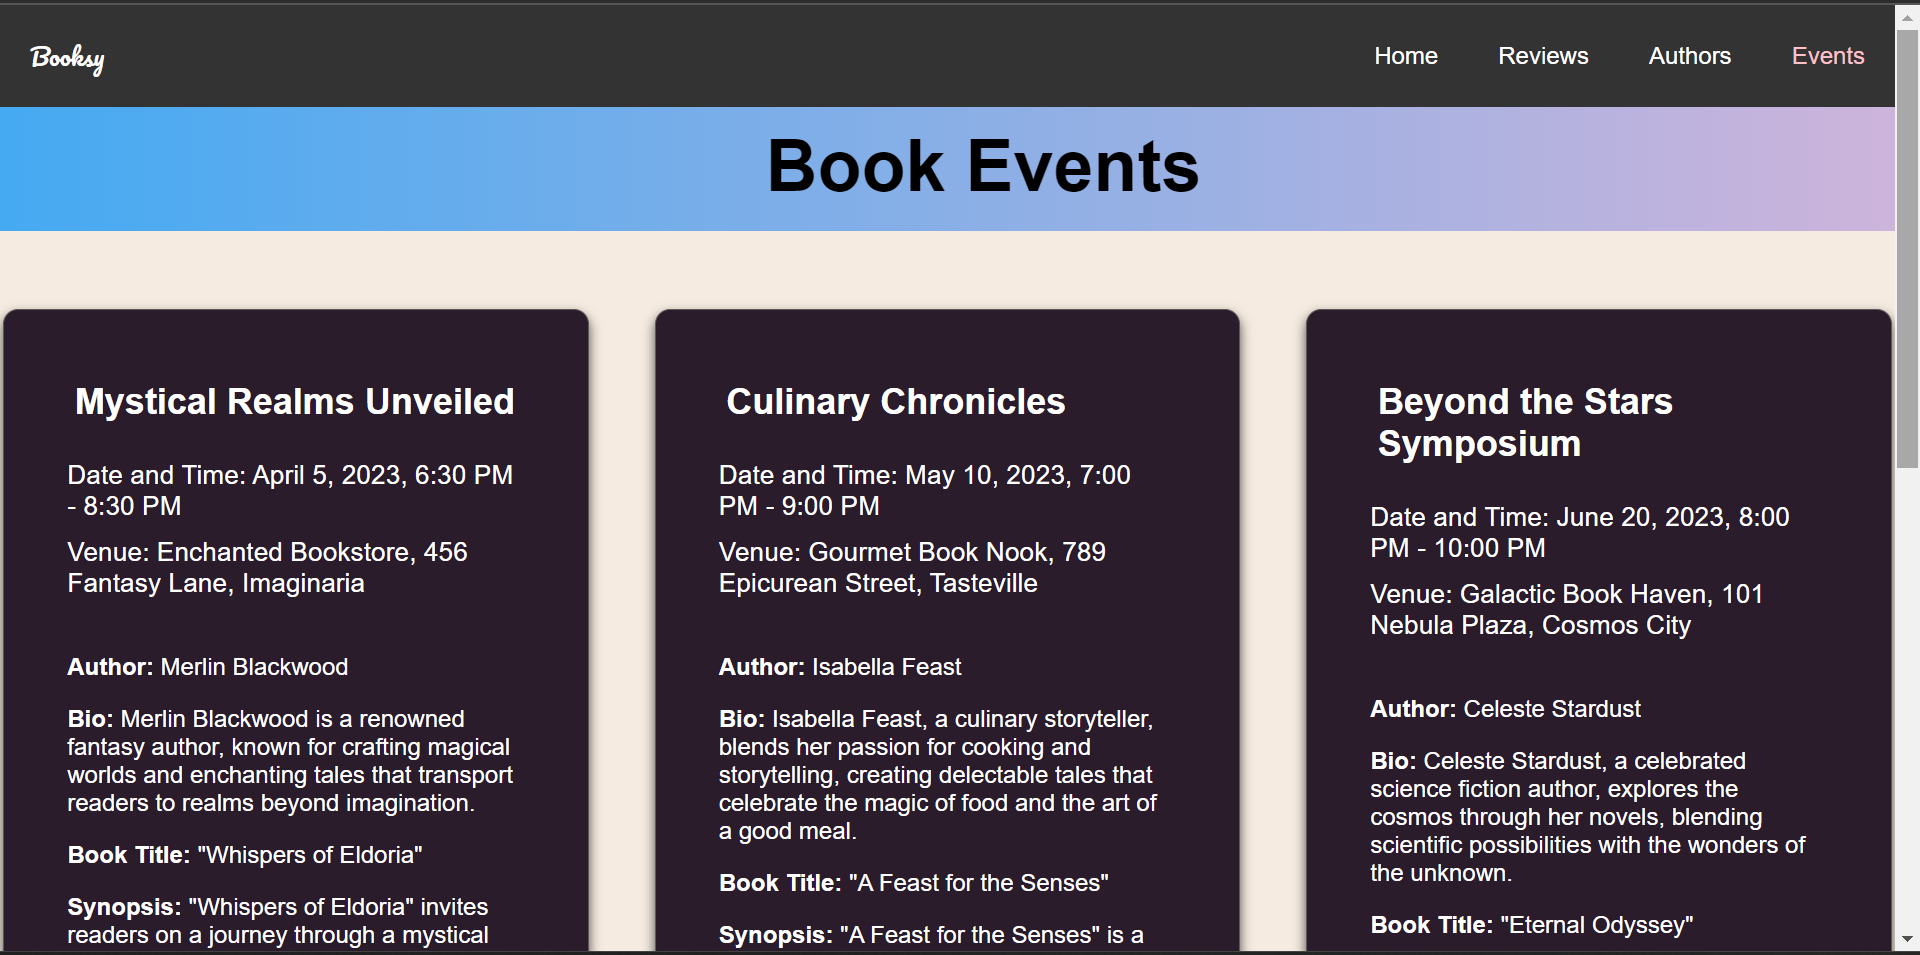 Booksy
Home
Reviews
Authors
Events
Book Events
Mystical Realms Unveiled
Date and Time: April 5, 2023, 6:30 PM
- 8:30 PM
Venue: Enchanted Bookstore, 456
Fantasy Lane, Imaginaria
Author: Merlin Blackwood
Bio: Merlin Blackwood is a renowned
fantasy author, known for crafting magical
worlds and enchanting tales that transport
readers to realms beyond imagination.
Book Title: "Whispers of Eldoria"
Synopsis: "Whispers of Eldoria" invites
readers on a journey through a mystical
Culinary Chronicles
Date and Time: May 10, 2023, 7:00
PM - 9:00 PM
Venue: Gourmet Book Nook, 789
Epicurean Street, Tasteville
Author: Isabella Feast
Bio: Isabella Feast, a culinary storyteller,
blends her passion for cooking and
storytelling, creating delectable tales that
celebrate the magic of food and the art of
a good meal.
Book Title: "A Feast for the Senses"
Synopsis: "A Feast for the Senses" is a
Beyond the Stars
Symposium
Date and Time: June 20, 2023, 8:00
PM - 10:00 PM
Venue: Galactic Book Haven, 101
Nebula Plaza, Cosmos City
Author: Celeste Stardust
Bio: Celeste Stardust, a celebrated
science fiction author, explores the
cosmos through her novels, blending
scientific possibilities with the wonders of
the unknown.
Book Title: "Eternal Odyssey"